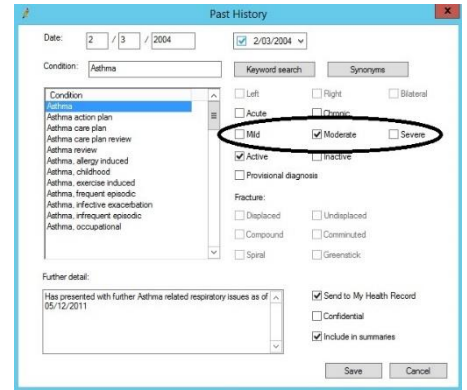 Past History
x
Date: 2 / 3 / 2004 2/03/2004
Condition: Asthma Keyword search Synonyms
Condition
Asthma
Asthma action plan
Asthma care plan
Asthma care plan review
Asthma review
Asthma, allergy induced
Asthma, childhood
Asthma, exercise induced
Asthma, frequent episodic
Asthma, infective exacerbation
Asthma, infrequent episodic
Asthma, occupational
Left Right Bilateral
Acute Chronic
Mild Moderate Severe
Active Inactive
Provisional diagnosis
Fracture:
Displaced Undisplaced
Compound Comminuted
Spiral Greenstick
Further detail:
Has presented with further Asthma related respiratory issues as of
05/12/2011
Send to My Health Record
Confidential
Include in summaries
Save Cancel